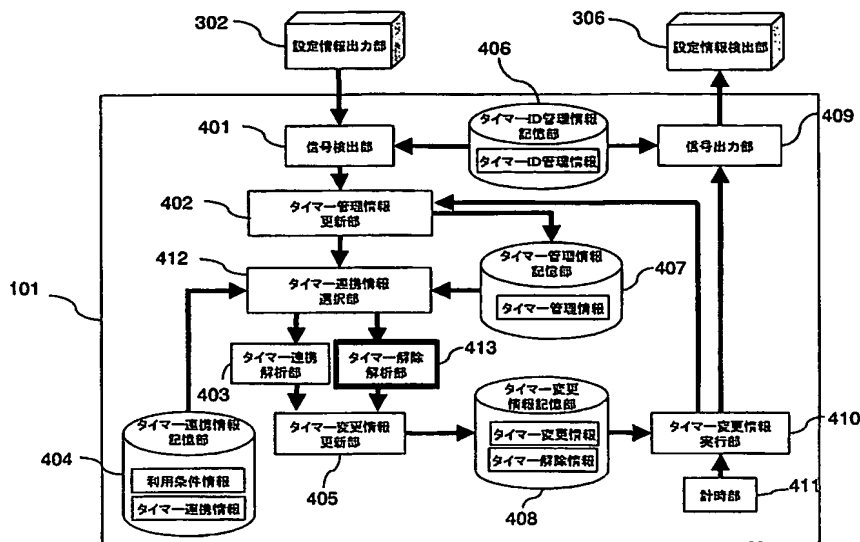 302
設定情報出力部
306
設定情報検出部
406
タイマーID管理情報
記憶部
タイマーID管理情報
401
信号検出部
409
信号出力部
402
タイマー管理情報
更新部
412
タイマー連携情報
選択部
タイマー管理情報
記憶部
タイマー管理情報
407
101
タイマー連携
解析部
403
タイマー解除
解析部
413
タイマー連携情報
記憶部
利用条件情報
タイマー連携情報
404
タイマー変更情報
更新部
405
タイマー変更
情報記憶部
タイマー変更情報
タイマー解除情報
408
タイマー変更情報
実行部
410
計時部
411